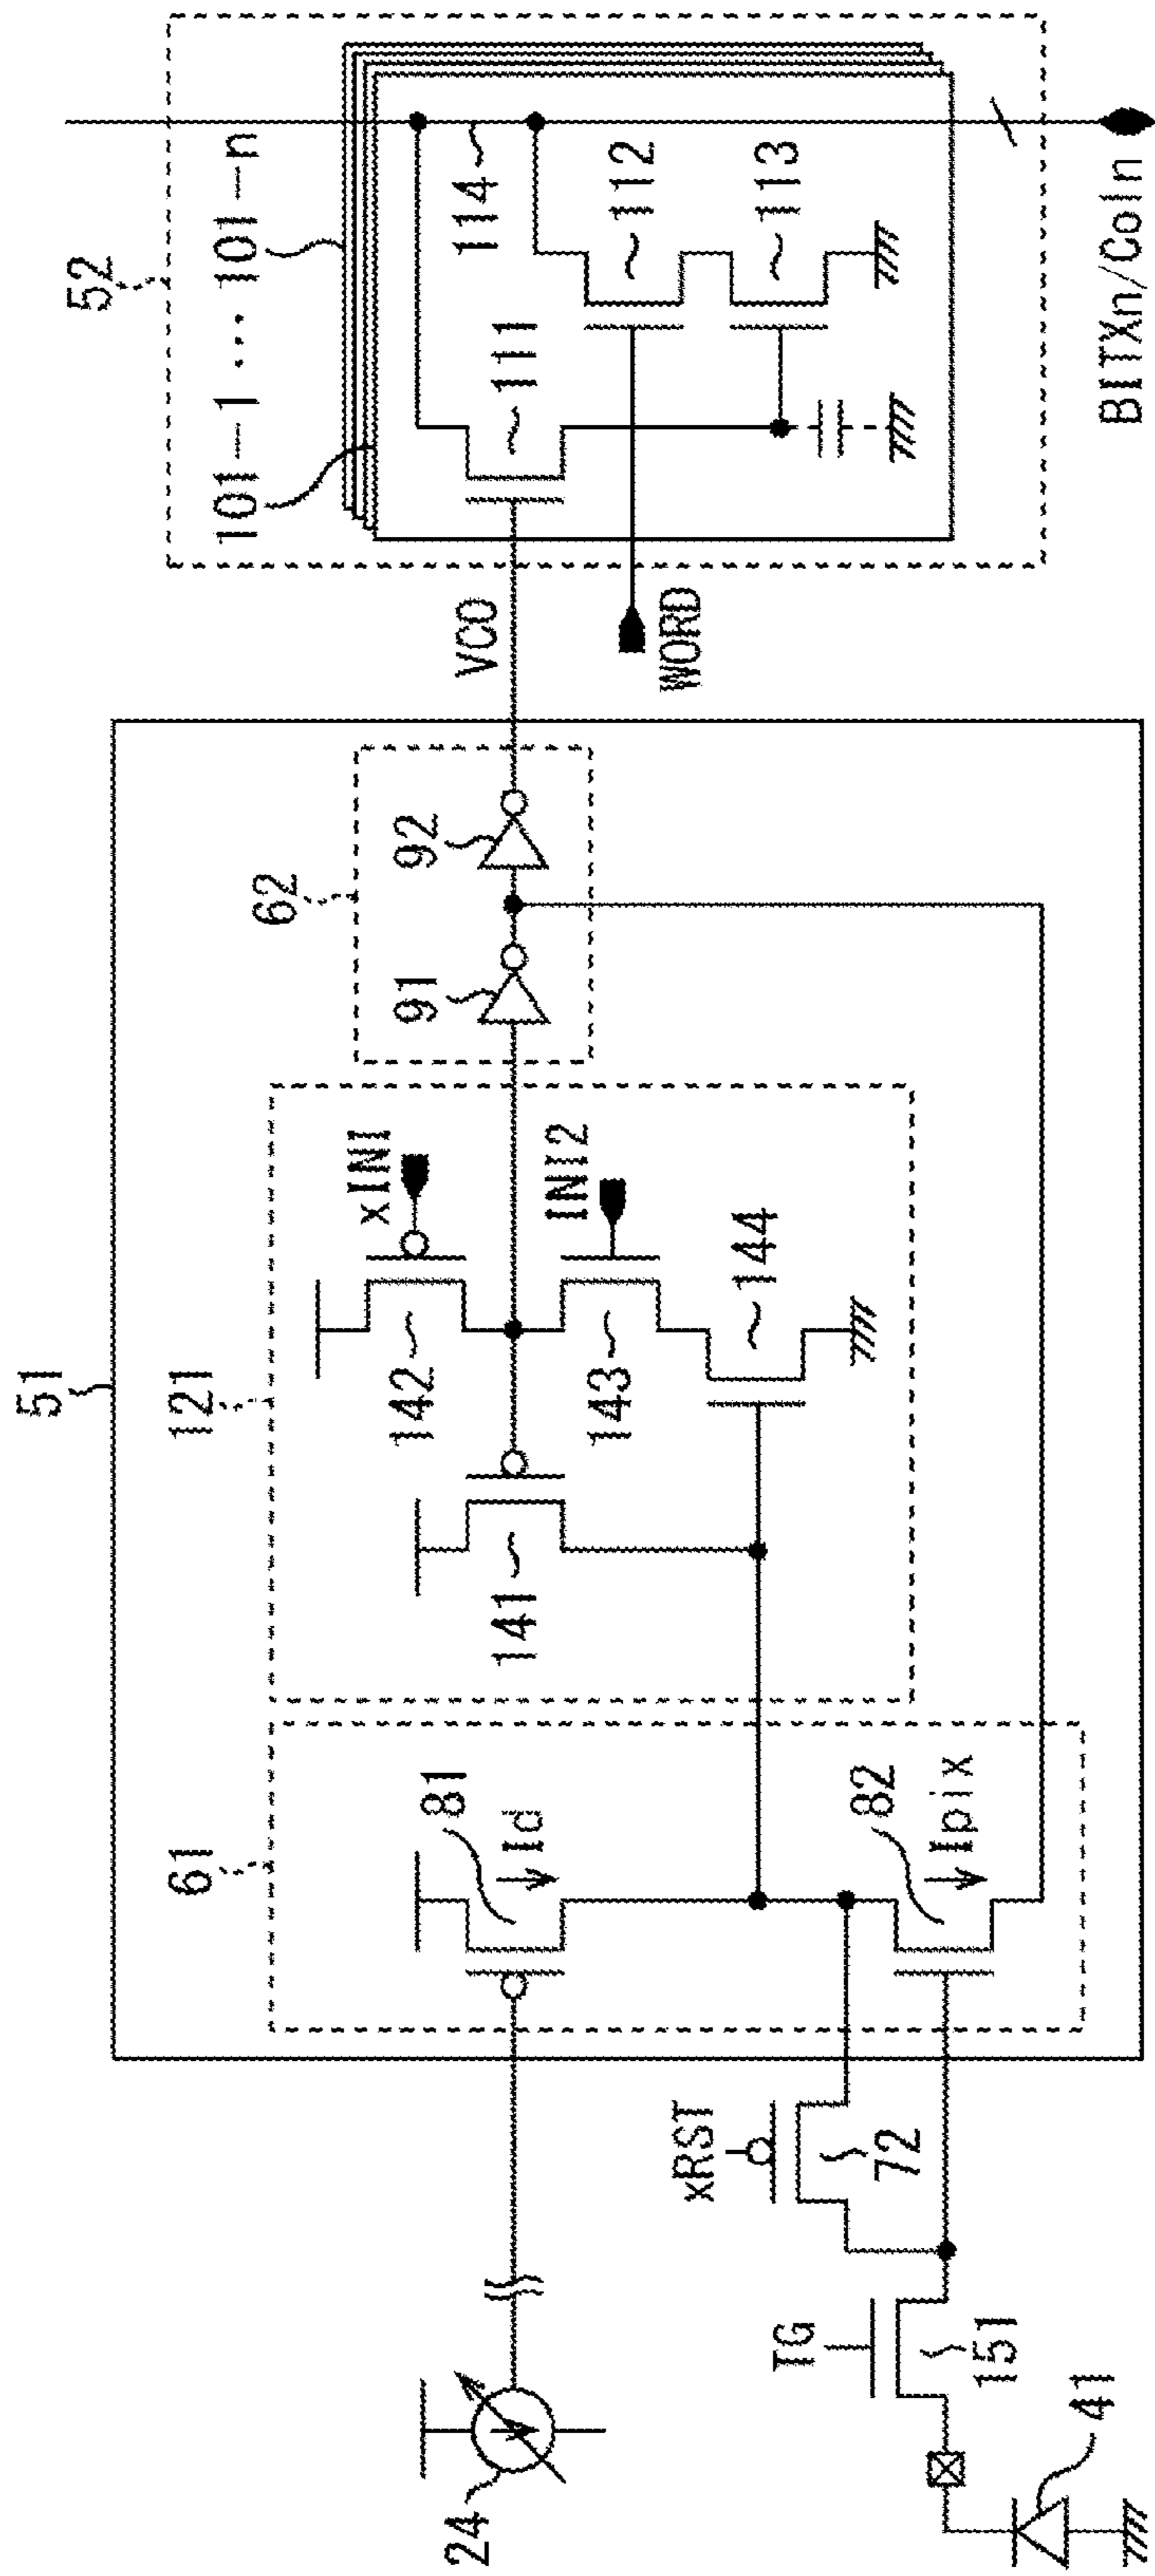 51
52
121
61
62
101-1 ... 101-n
xINI
81
142
91
92
VCO
114
Id
141
111
112
24
INI2
143
144
WORD
113
xRST
72
TG
151
41
82
Ipix
BITXn/Coln